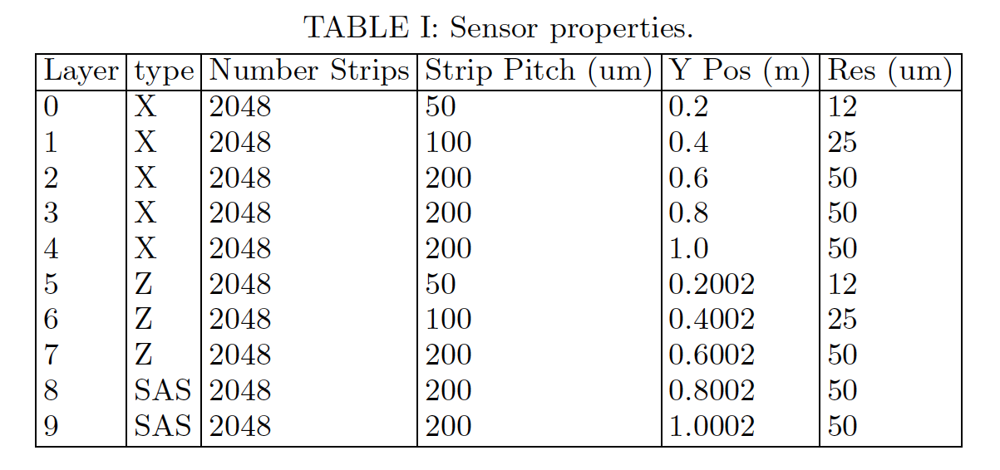 TABLE I: Sensor properties.
Layer type Number Strips Strip Pitch (um) Y Pos (m) Res (um)
0 X 2048 50 0.2 12
1 X 2048 100 0.4 25
2 X 2048 200 0.6 50
3 X 2048 200 0.8 50
4 X 2048 200 1.0 50
5 Z 2048 50 0.2002 12
6 Z 2048 100 0.4002 25
7 Z 2048 200 0.6002 50
8 SAS 2048 200 0.8002 50
9 SAS 2048 200 1.0002 50